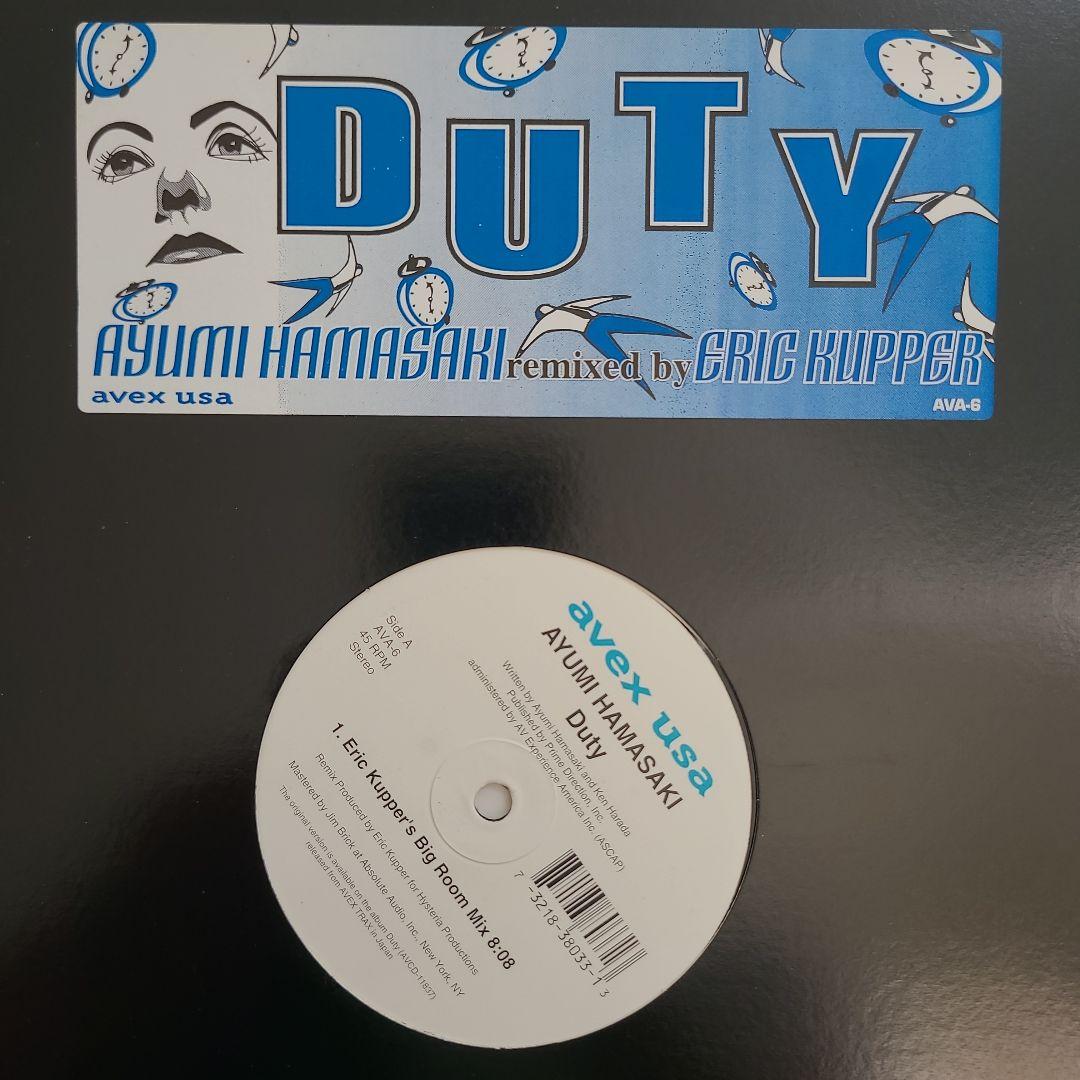 DUTY
AYUMI HAMASAKI remixed by ERIC KUPPER
avex usa
AVA-6
avex usa
AYUMI HAMASAKI
Duty
Written by Ayumi Hamasaki and Ken Harada
Published by Prime Direction, Inc.
administered by AV Experience America Inc. (ASCAP)
Side A
AVA-6
45 RPM
Stereo
7 -3218-38033-1 3
1. Eric Kupper's Big Room Mix 8:08
Remix Produced by Eric Kupper for Hysteria Productions
Mastered by Jim Brick at Absolute Audio, Inc., New York, NY
The original version is available on the album Duty (AVCD-11837)
released from AVEX TRAX in Japan